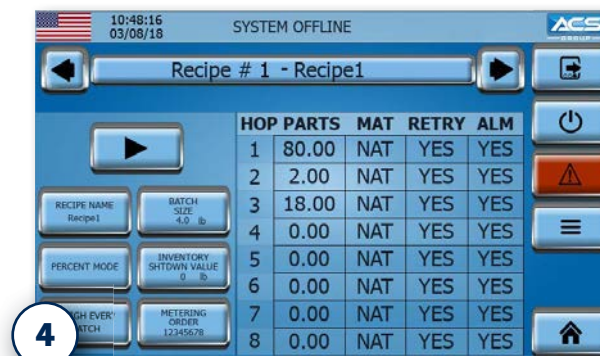 10:48:16
03/08/18
SYSTEM OFFLINE
ACS
GROUP
Recipe # 1 - Recipe1
HOP PARTS MAT RETRY ALM
1 80.00 NAT YES YES
2 2.00 NAT YES YES
3 18.00 NAT YES YES
4 0.00 NAT YES YES
5 0.00 NAT YES YES
6 0.00 NAT YES YES
7 0.00 NAT YES YES
8 0.00 NAT YES YES
RECIPE NAME
Recipe1
BATCH
SIZE
4.0 lb
PERCENT MODE
INVENTORY
SHTDWN VALUE
0 lb
METERING
ORDER
12345678
4